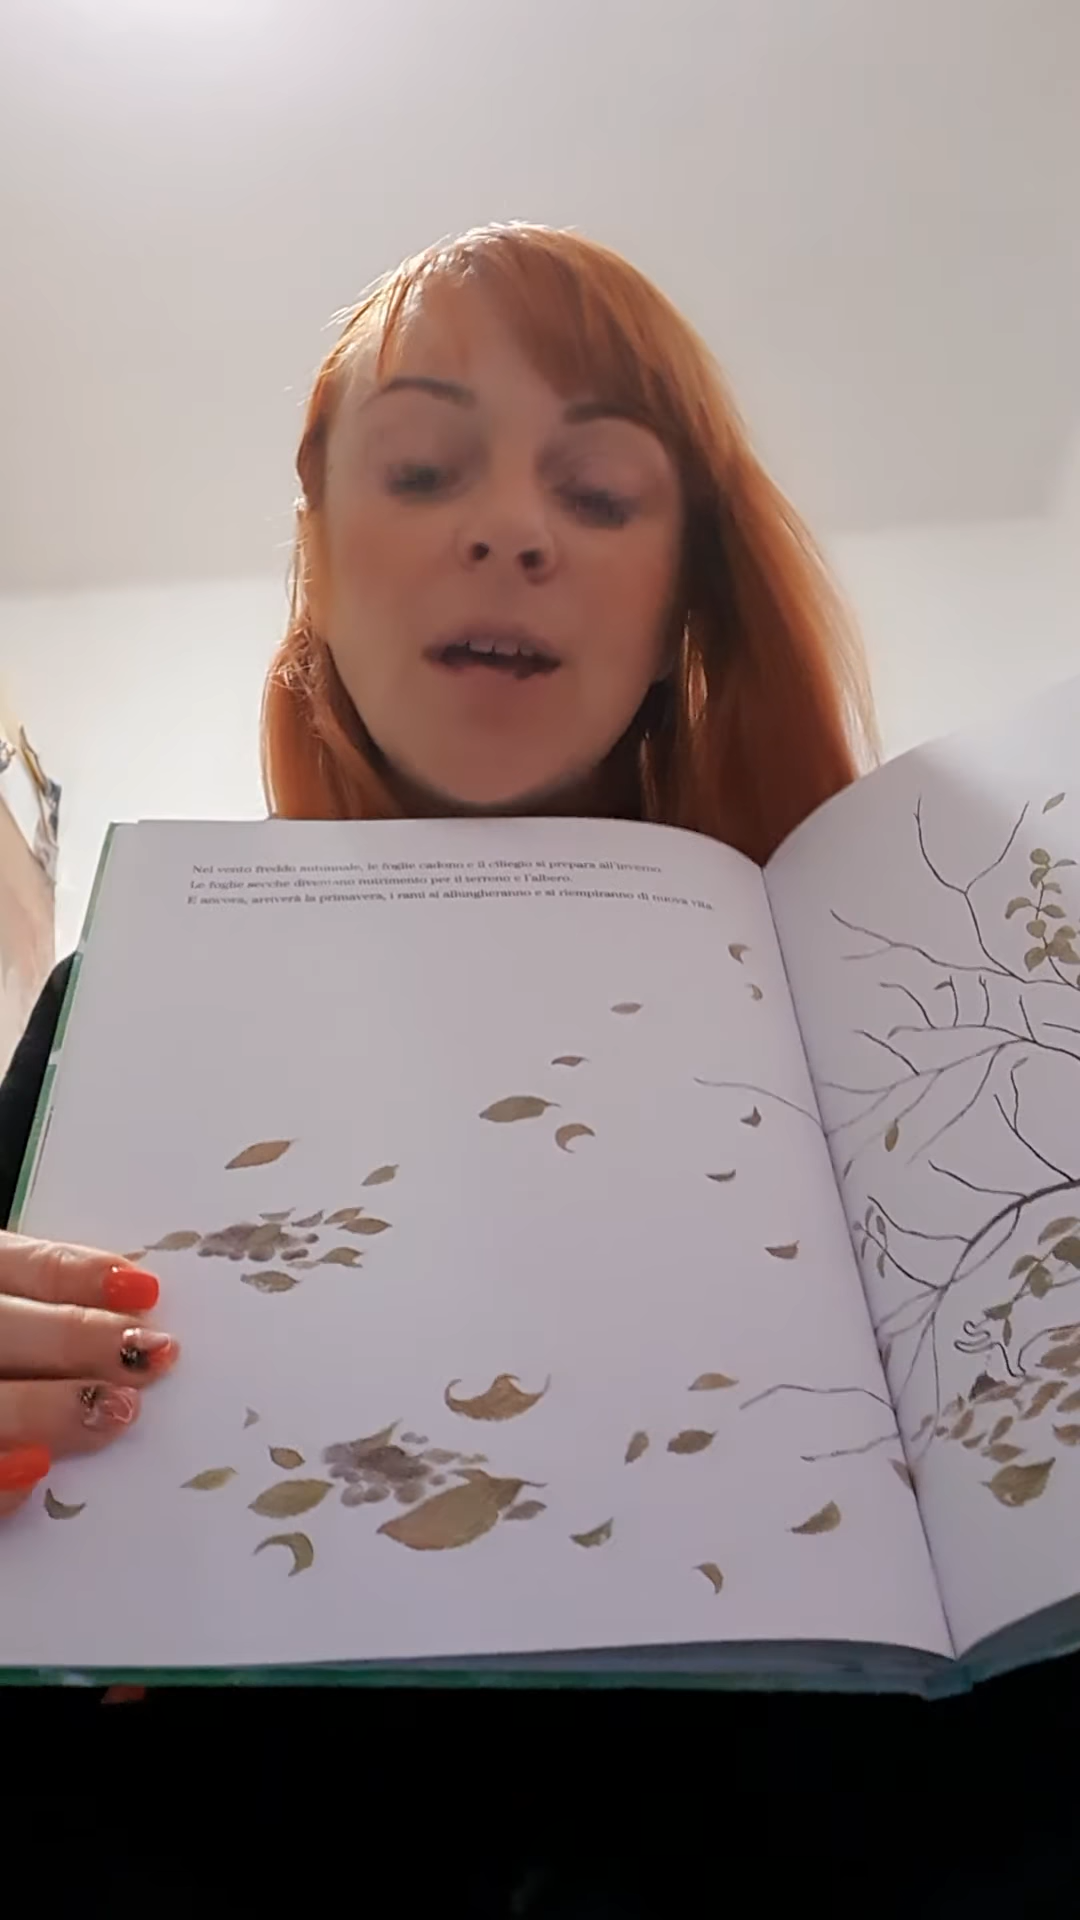 Nel vento freddo autunnale, le foglie cadono e il ciliegio si prepara all'inverno.
Le foglie secche diventano nutrimento per il terreno e l'albero.
E ancora, arriverà la primavera, i rami si allungheranno e si riempiranno di nuova vita.